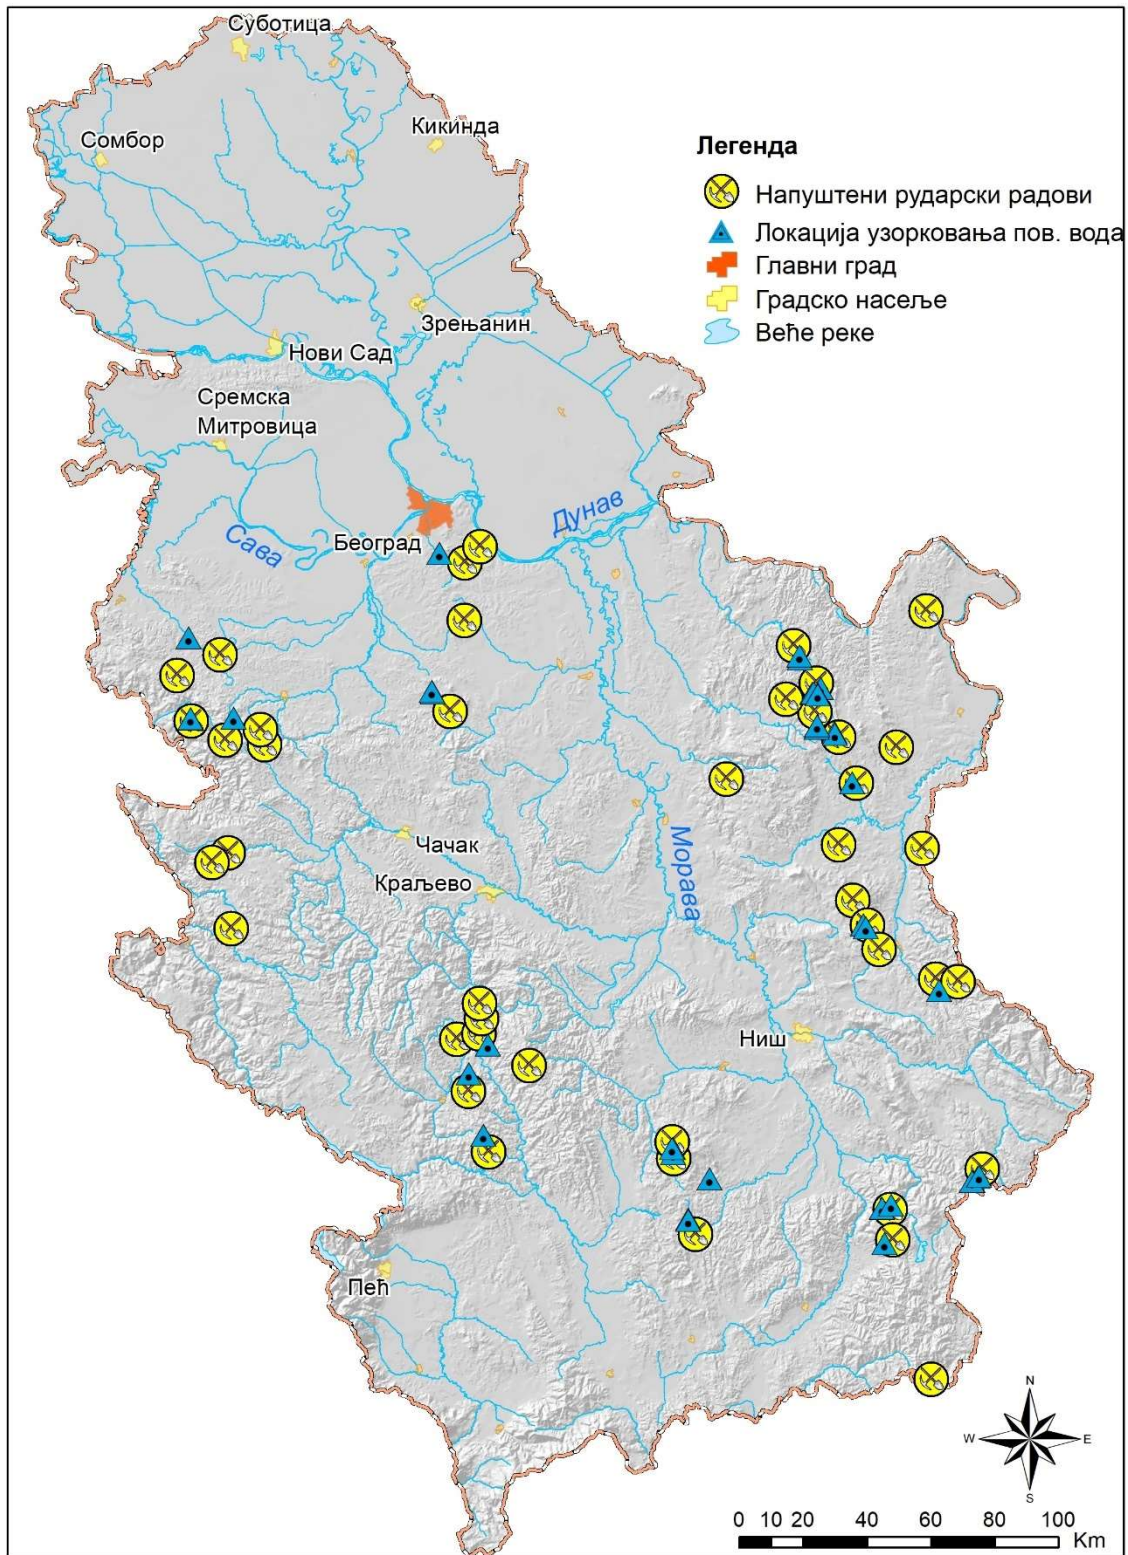 Суботица
Сомбор
Кикинда
Легенда
Напуштени рударски радови
Локација узорковања пов. вода
Главни град
Градско насеље
Веће реке
Зрењанин
Нови Сад
Сремска
Митровица
Дунав
Сава
Београд
Чачак
Краљево
Морава
Ниш
Пећ
N
W
E
S
0 10 20 40 60 80 100
Km